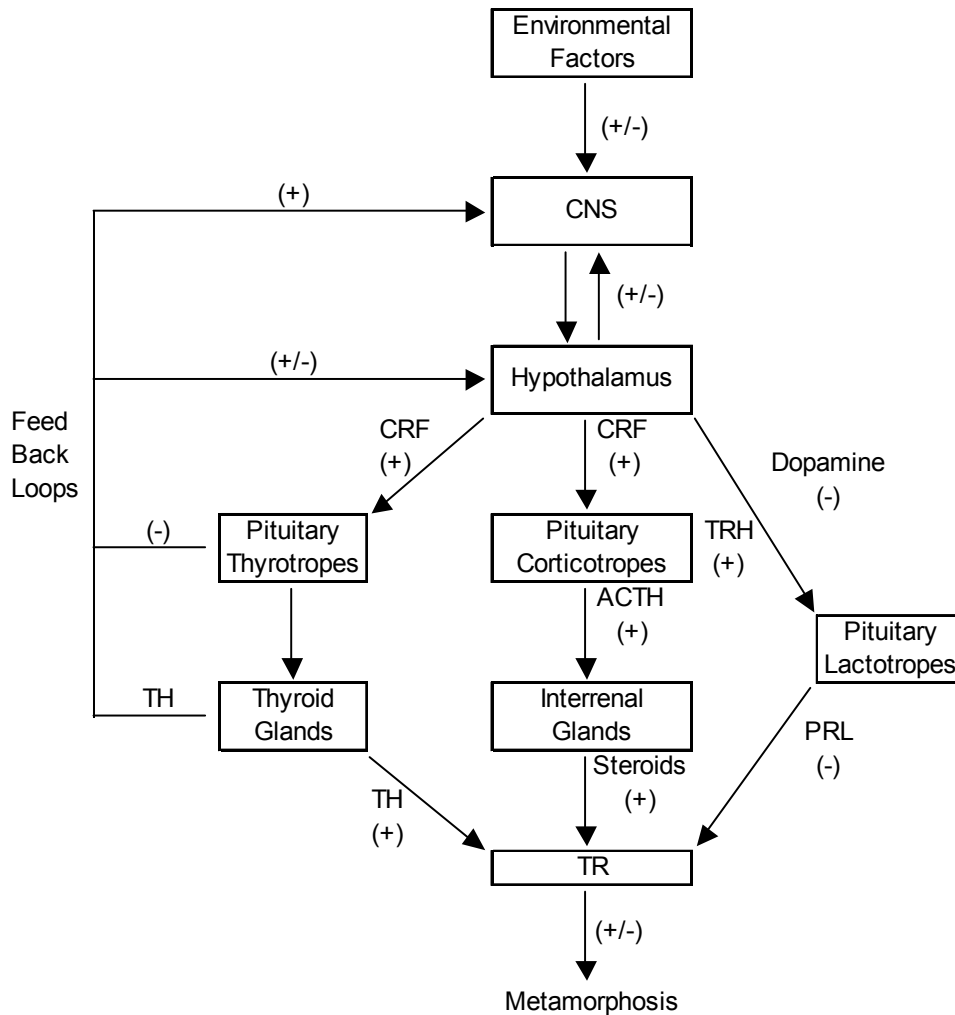 Environmental
Factors
(+/-)
(+)
CNS
(+/-)
(+/-)
Hypothalamus
Feed
Back
Loops
CRF
(+)
CRF
(+)
Dopamine
(-)
(-)
Pituitary
Thyrotropes
Pituitary
Corticotropes
TRH
(+)
ACTH
(+)
Pituitary
Lactotropes
TH
Thyroid
Glands
Interrenal
Glands
PRL
(-)
TH
(+)
Steroids
(+)
TR
(+/-)
Metamorphosis